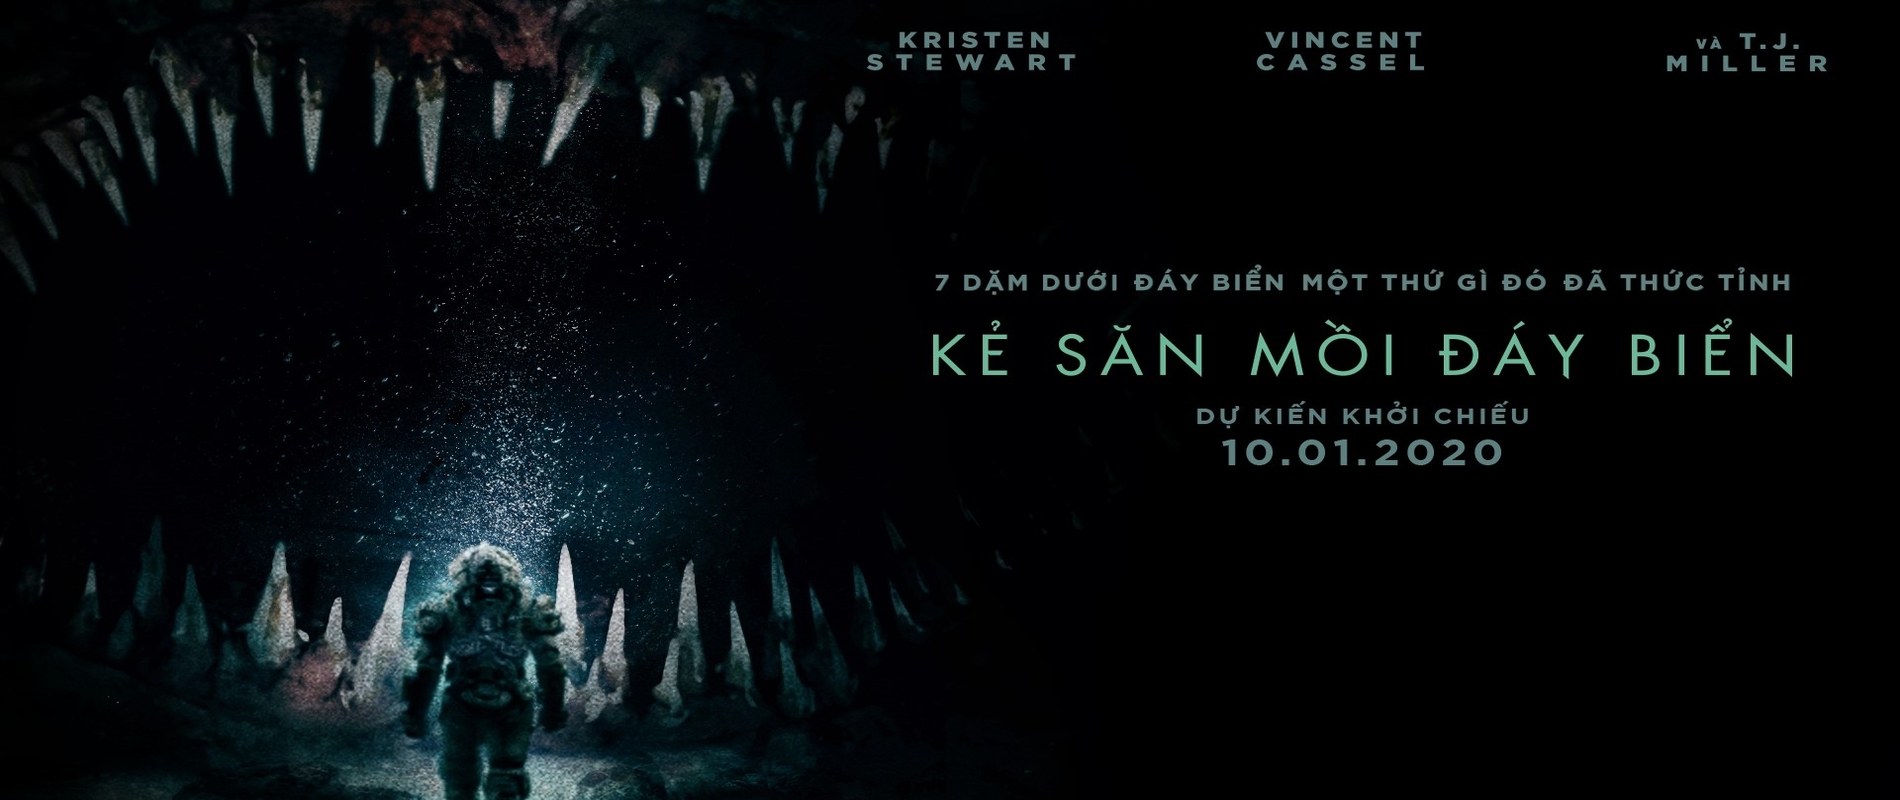 KRISTEN
STEWART
VINCENT
CASSEL
VÀ T.J.
MILLER
7 DẶM DƯỚI ĐÁY BIỂN MỘT THỨ GÌ ĐÓ ĐÃ THỨC TỈNH
KẺ SĂN MỒI ĐÁY BIỂN
DỰ KIẾN KHỞI CHIẾU
10.01.2020